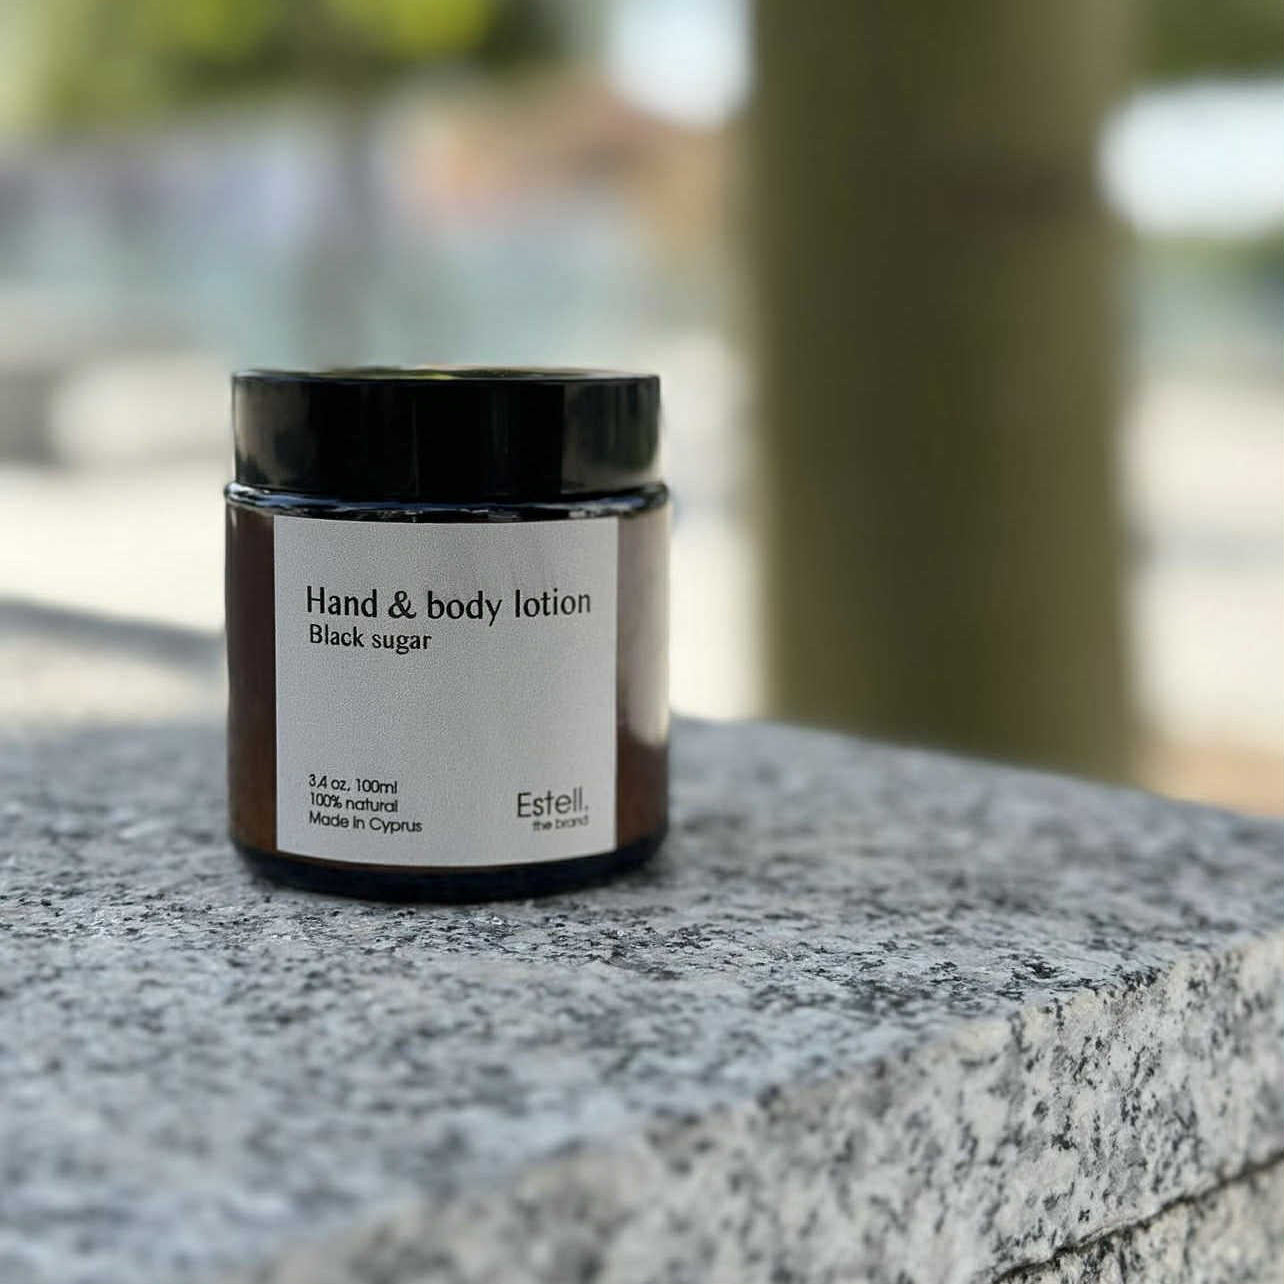 Hand & body lotion
Black sugar
3,4 oz, 100ml
100% natural
Made in Cyprus
Estell.
the brand